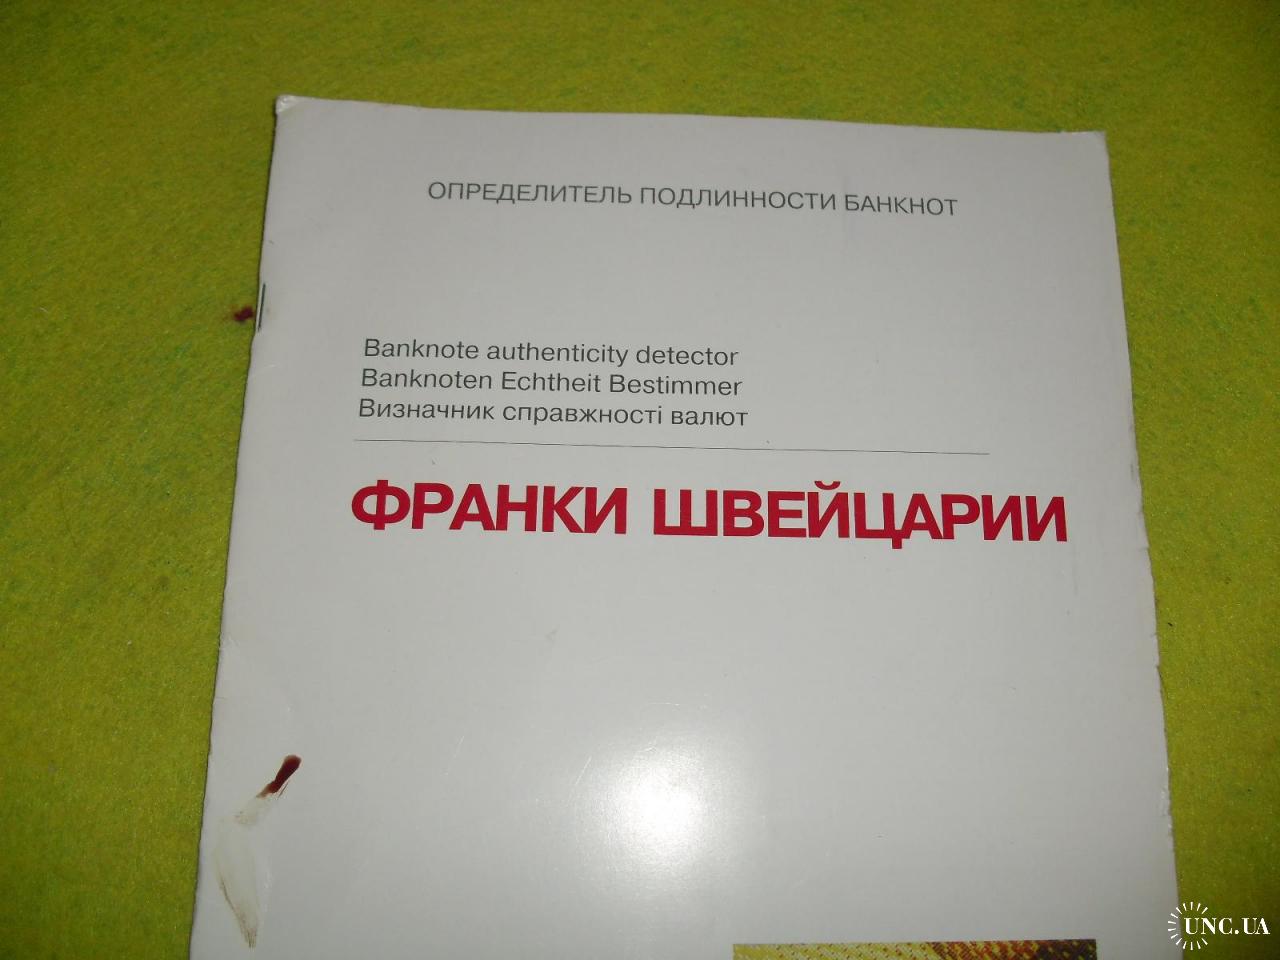 ОПРЕДЕЛИТЕЛЬ ПОДЛИННОСТИ БАНКНОТ
Banknote authenticity detector
Banknoten Echtheit Bestimmer
Визначник справжності валют
ФРАНКИ ШВЕЙЦАРИИ
UNC.UA